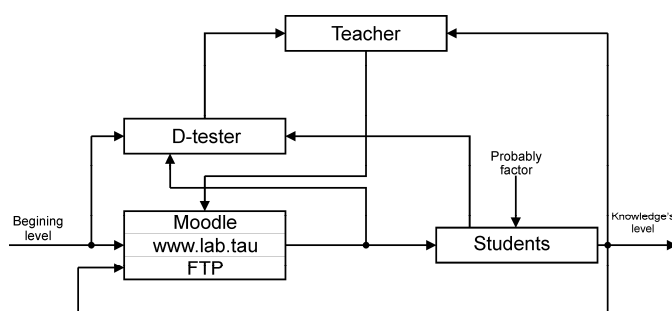 Teacher
D-tester
Probably
factor
Begining
level
Moodle
www.lab.tau
FTP
Students
Knowledge's
level